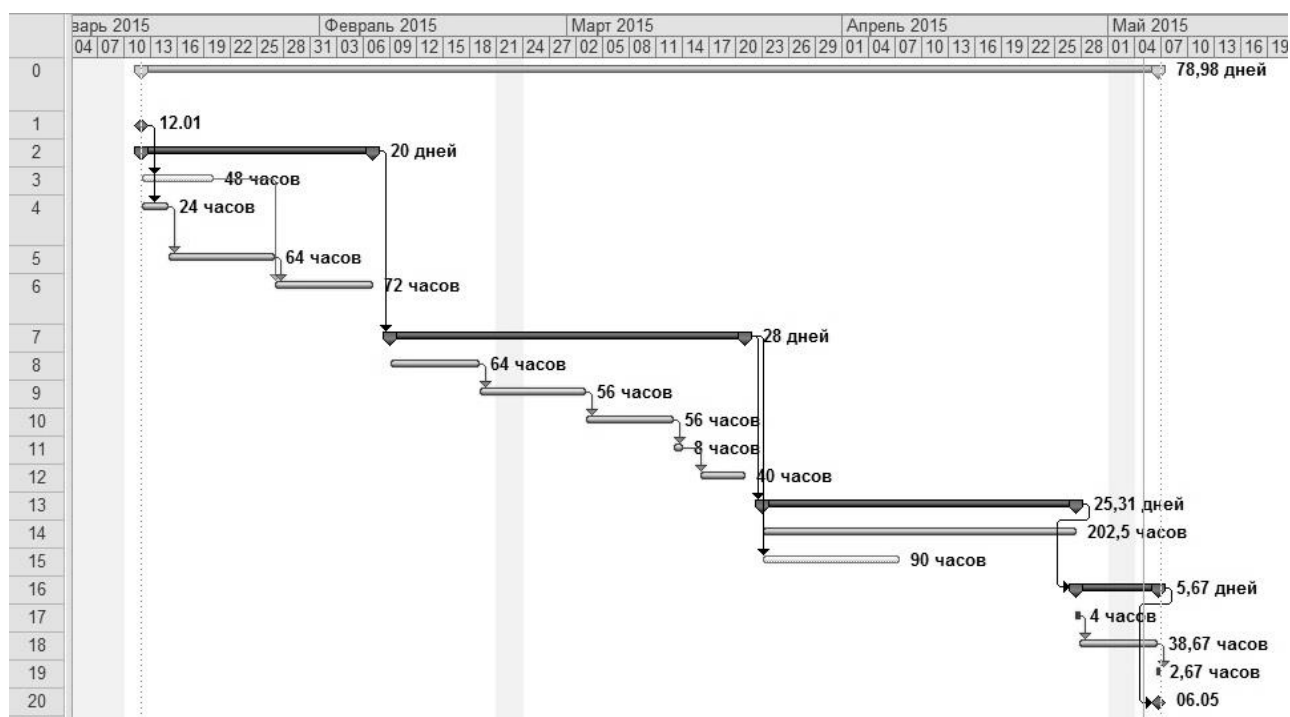 варь 2015 Февраль 2015 Март 2015 Апрель 2015 Май 2015
04 07 10 13 16 19 22 25 28 31 03 06 09 12 15 18 21 24 27 02 05 08 11 14 17 20 23 26 29 01 04 07 10 13 16 19 22 25 28 01 04 07 10 13 16 19
0 78,98 дней
1 12.01
2 20 дней
3 48 часов
4 24 часов
5 64 часов
6 72 часов
7 28 дней
8 64 часов
9 56 часов
10 56 часов
11 8 часов
12 40 часов
13 25,31 дней
14 202,5 часов
15 90 часов
16 5,67 дней
17 4 часов
18 38,67 часов
19 2,67 часов
20 06.05